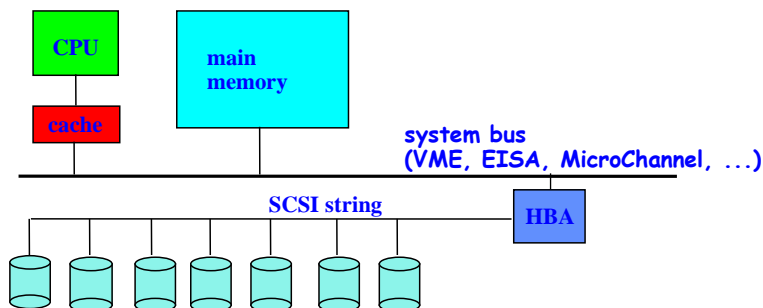 CPU
main
memory
cache
system bus
(VME, EISA, MicroChannel, ...)
SCSI string
HBA